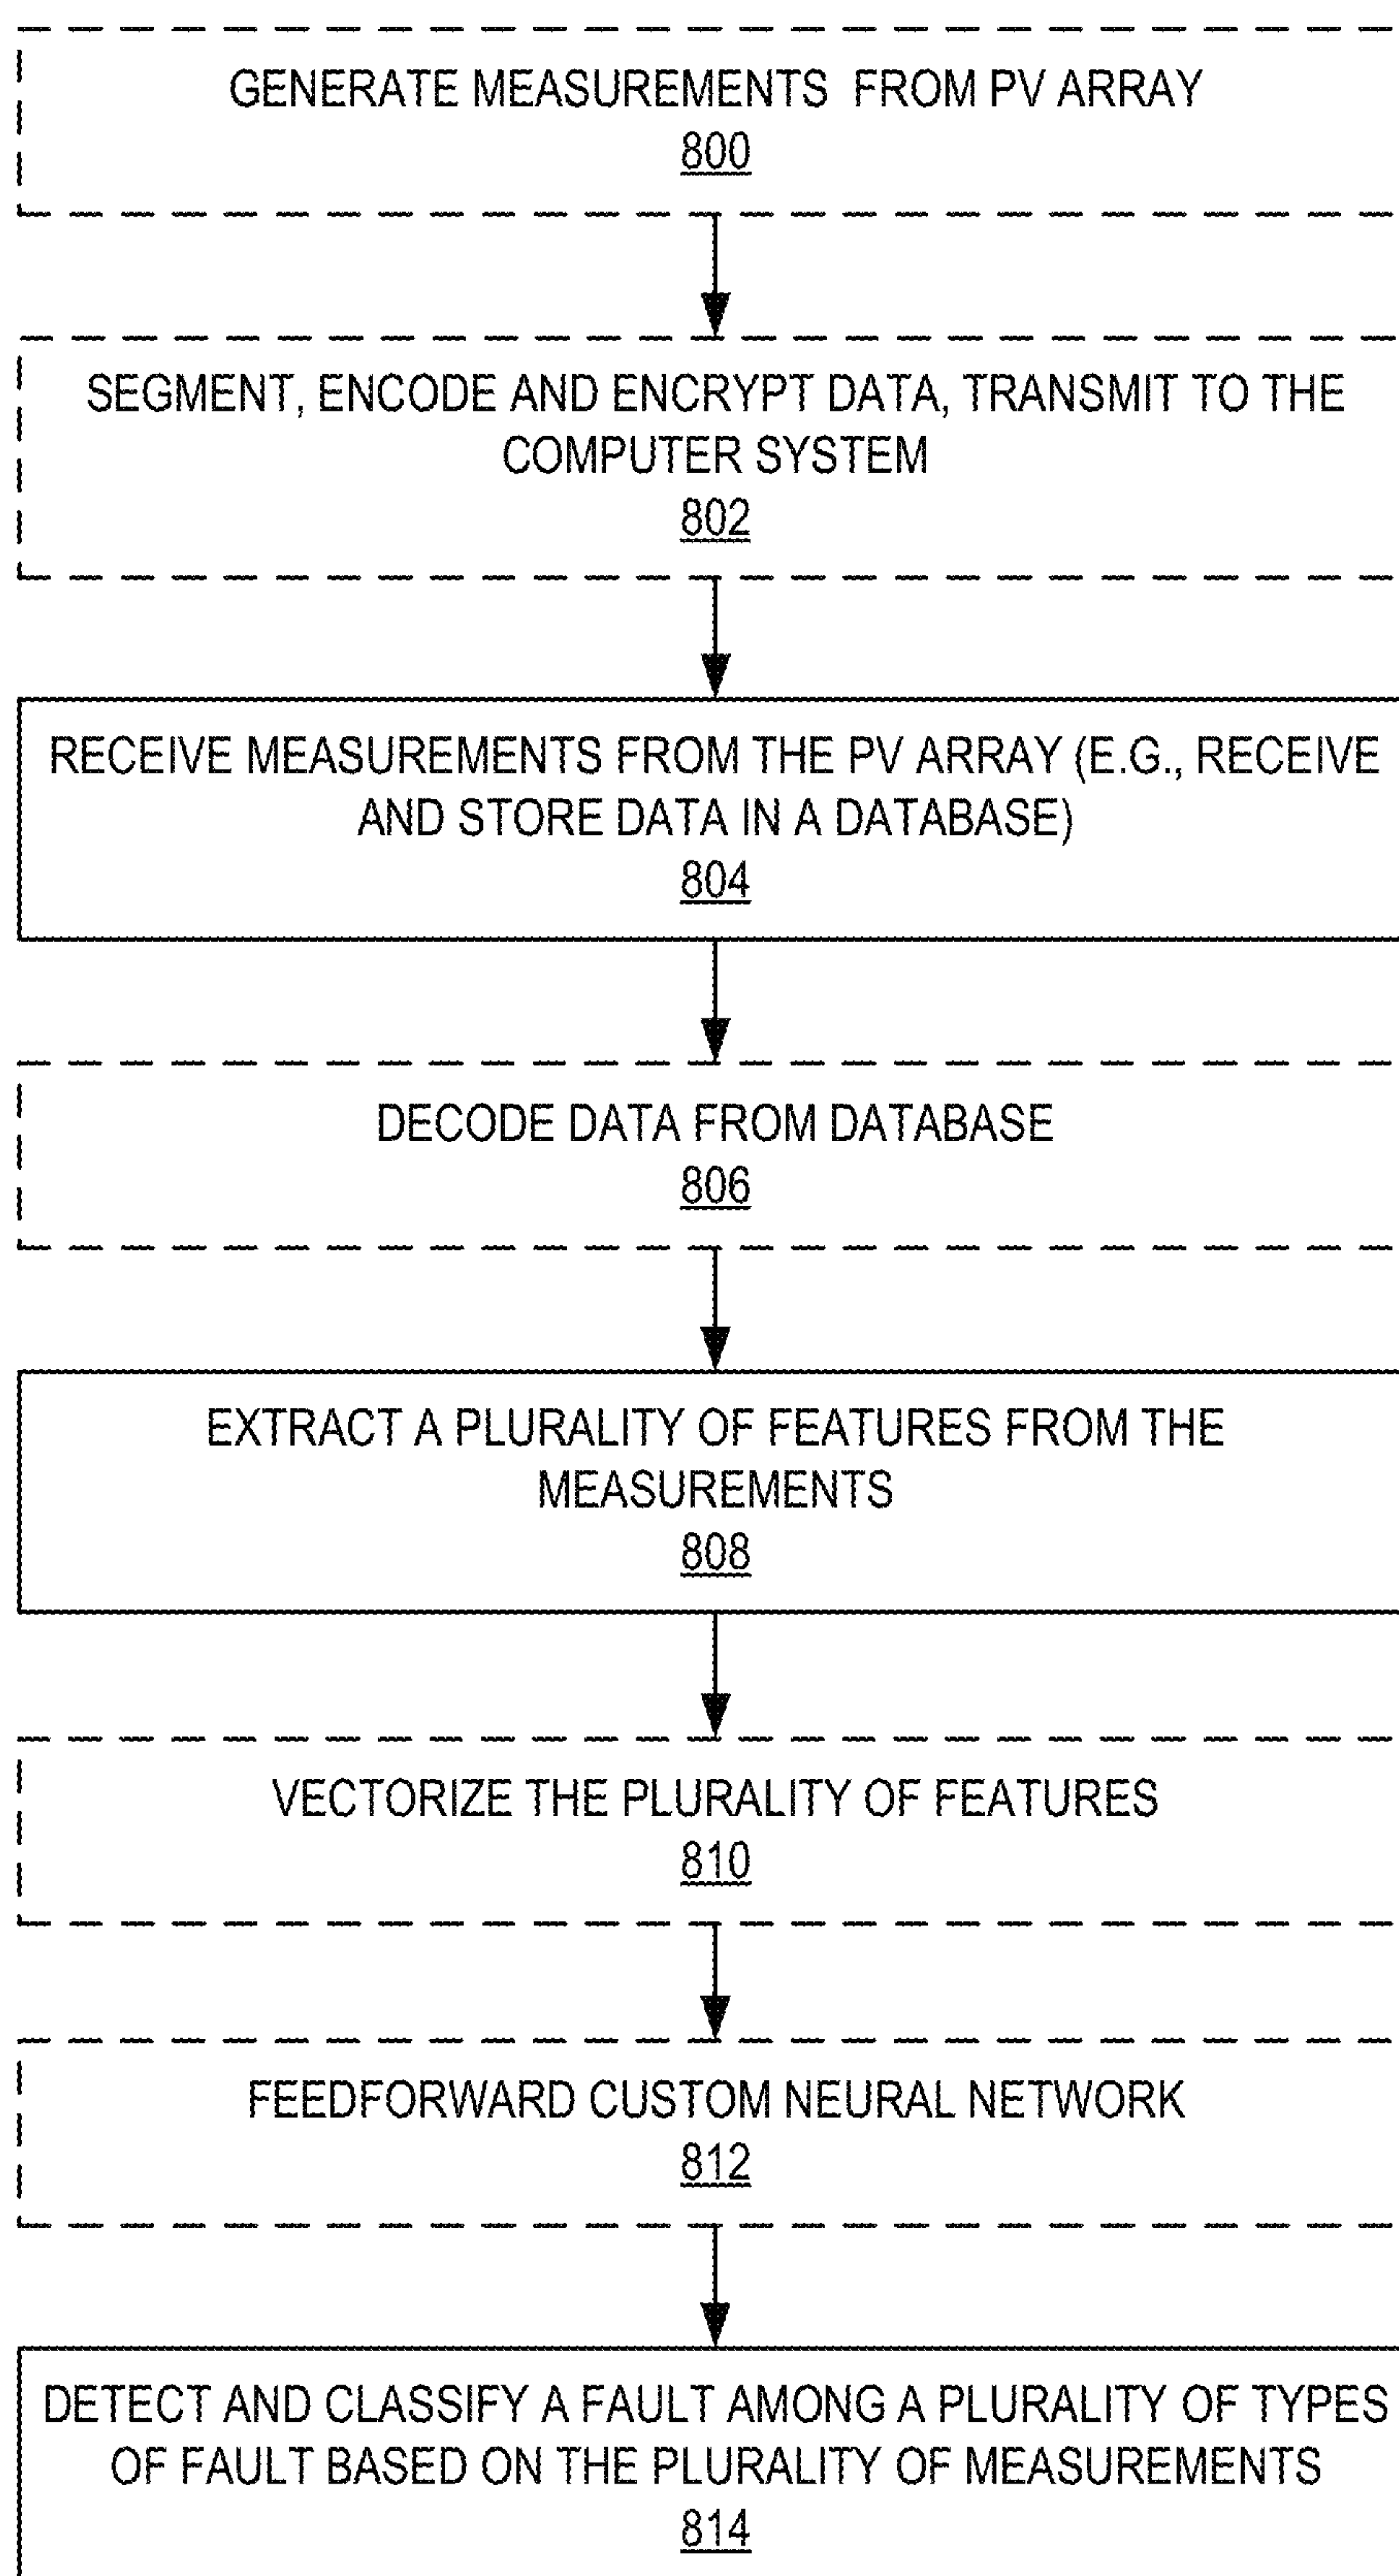 GENERATE MEASUREMENTS FROM PV ARRAY
800
SEGMENT, ENCODE AND ENCRYPT DATA, TRANSMIT TO THE
COMPUTER SYSTEM
802
RECEIVE MEASUREMENTS FROM THE PV ARRAY (E.G., RECEIVE
AND STORE DATA IN A DATABASE)
804
DECODE DATA FROM DATABASE
806
EXTRACT A PLURALITY OF FEATURES FROM THE
MEASUREMENTS
808
VECTORIZE THE PLURALITY OF FEATURES
810
FEEDFORWARD CUSTOM NEURAL NETWORK
812
DETECT AND CLASSIFY A FAULT AMONG A PLURALITY OF TYPES
OF FAULT BASED ON THE PLURALITY OF MEASUREMENTS
814